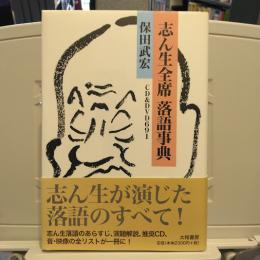 志ん生全席 落語事典
CD&DVD691
保田武宏
志ん生が演じた
落語のすべて!
志ん生落語のあらすじ、演題解説、推奨CD、
音・映像の全リストが一冊に!
大和書房